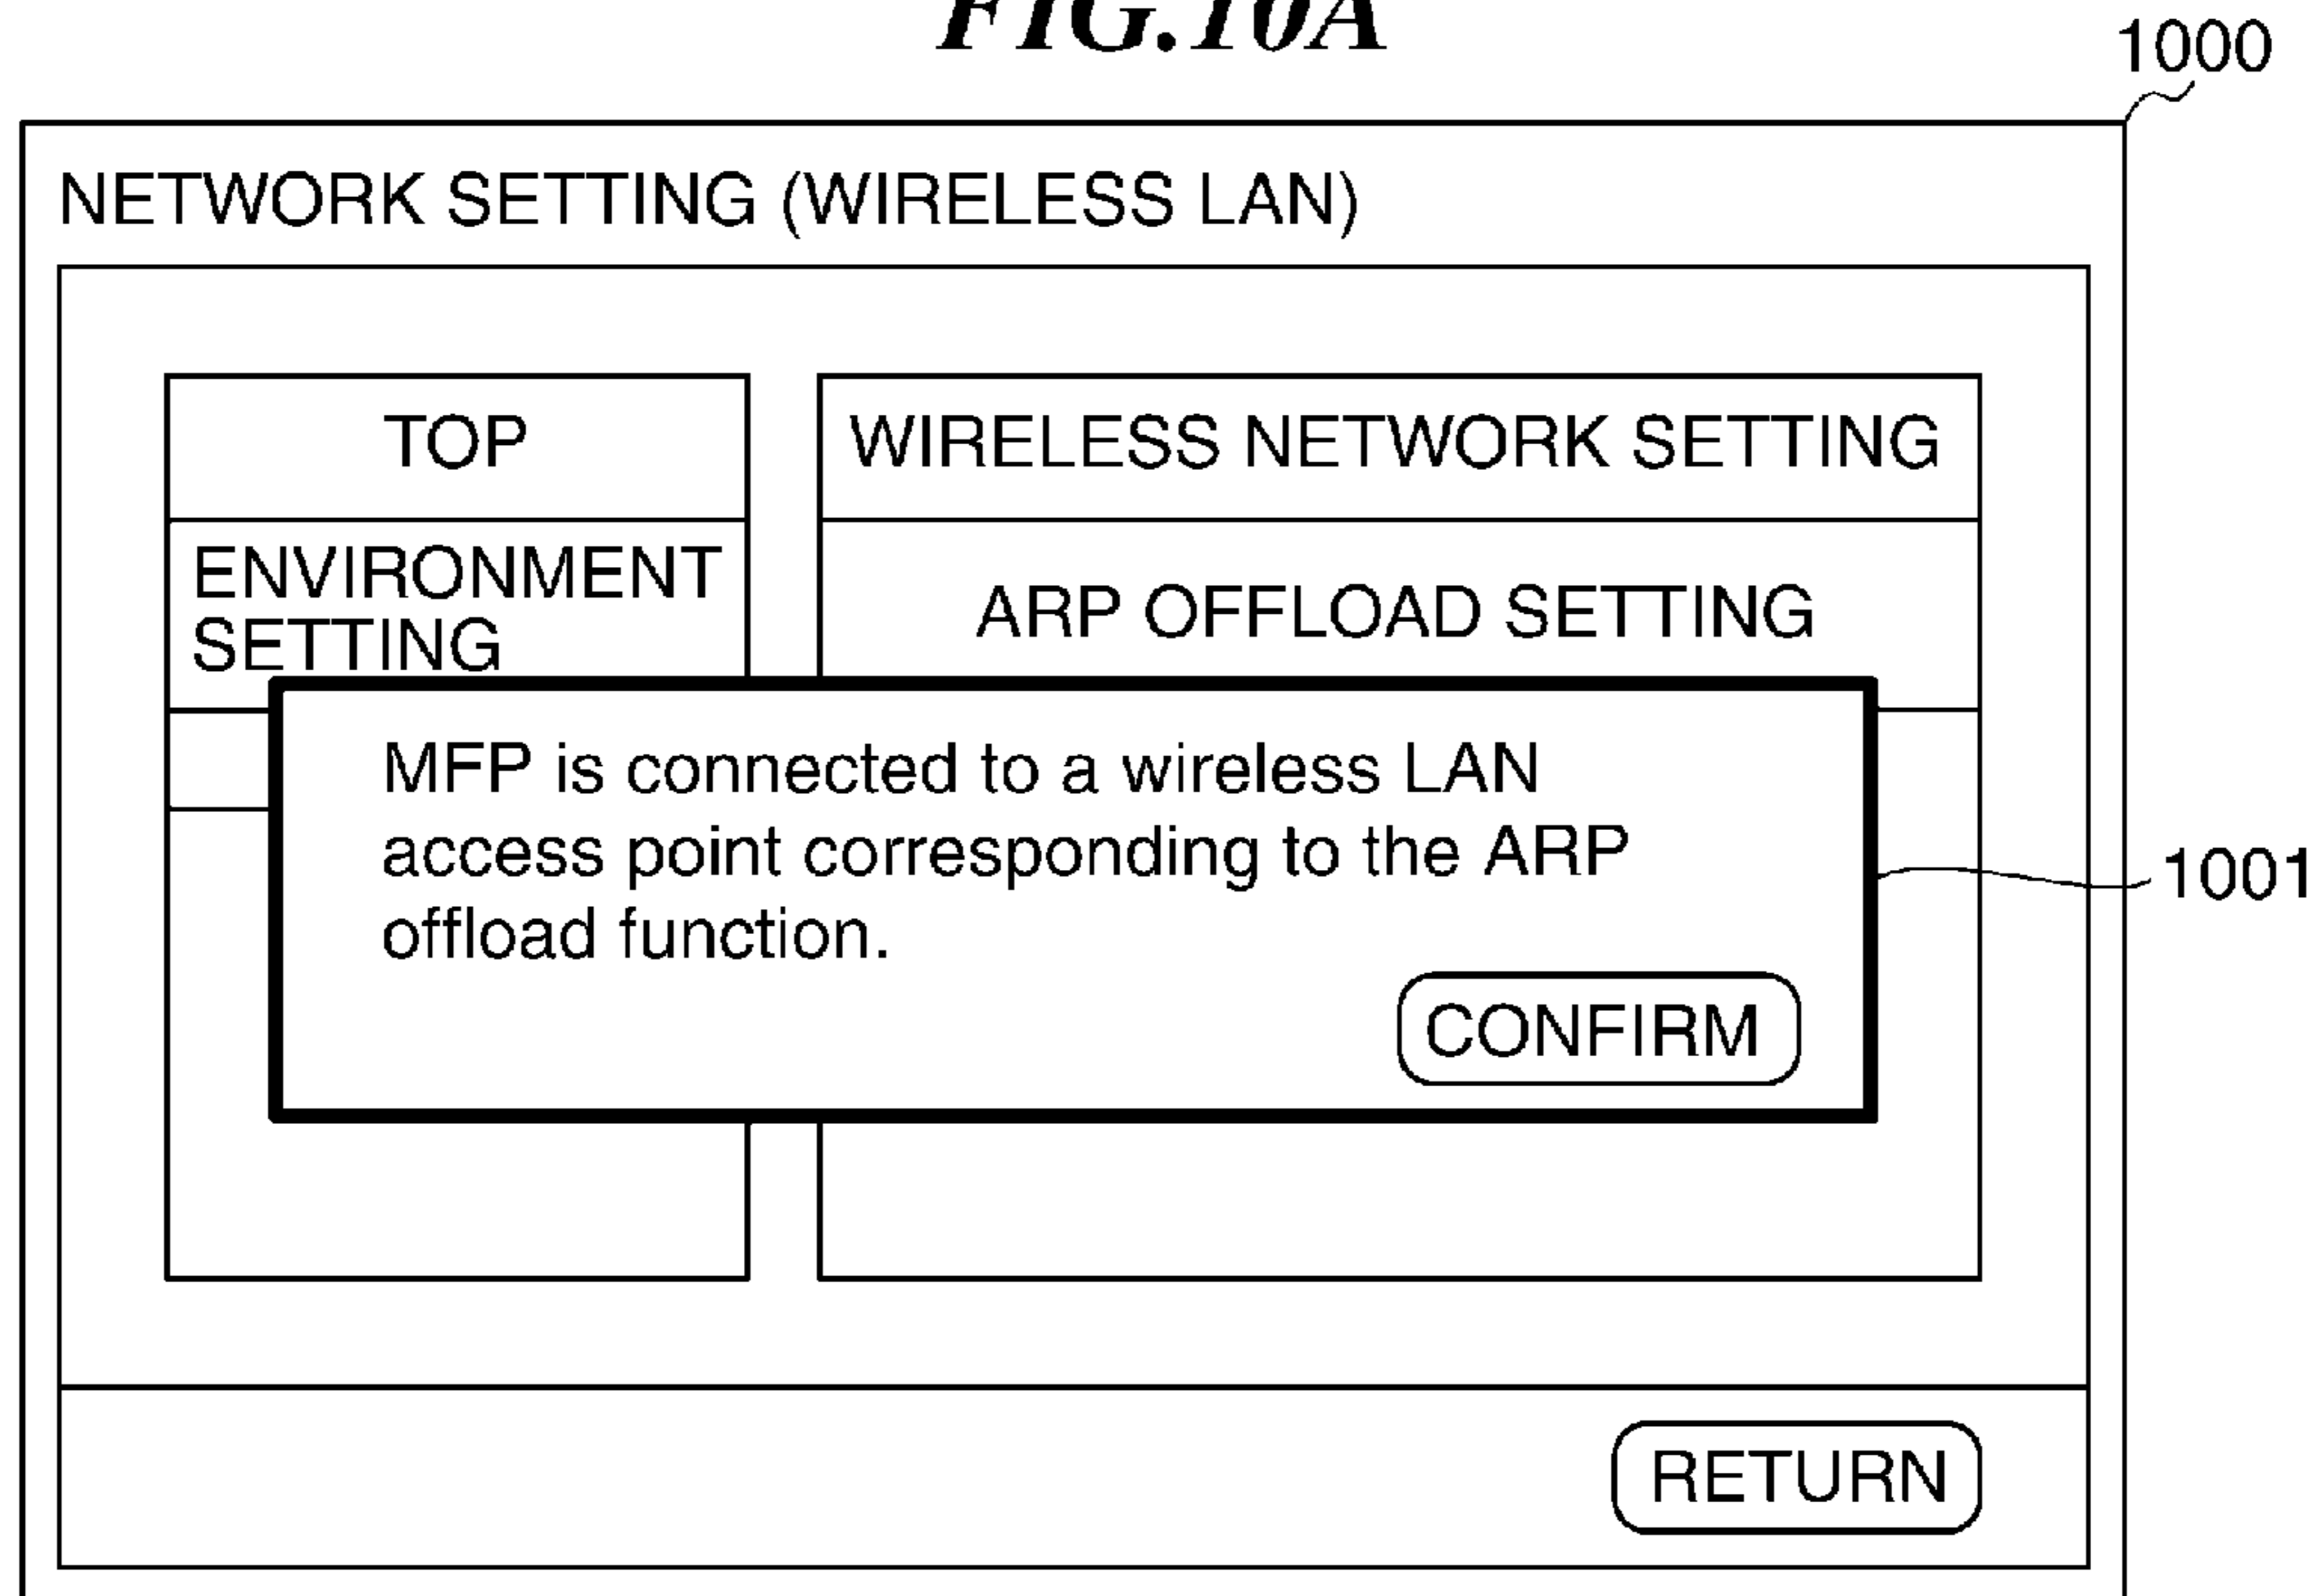 FIG.10A
1000
NETWORK SETTING (WIRELESS LAN)
TOP
WIRELESS NETWORK SETTING
ENVIRONMENT
SETTING
ARP OFFLOAD SETTING
MFP is connected to a wireless LAN
access point corresponding to the ARP
offload function.
1001
CONFIRM
RETURN